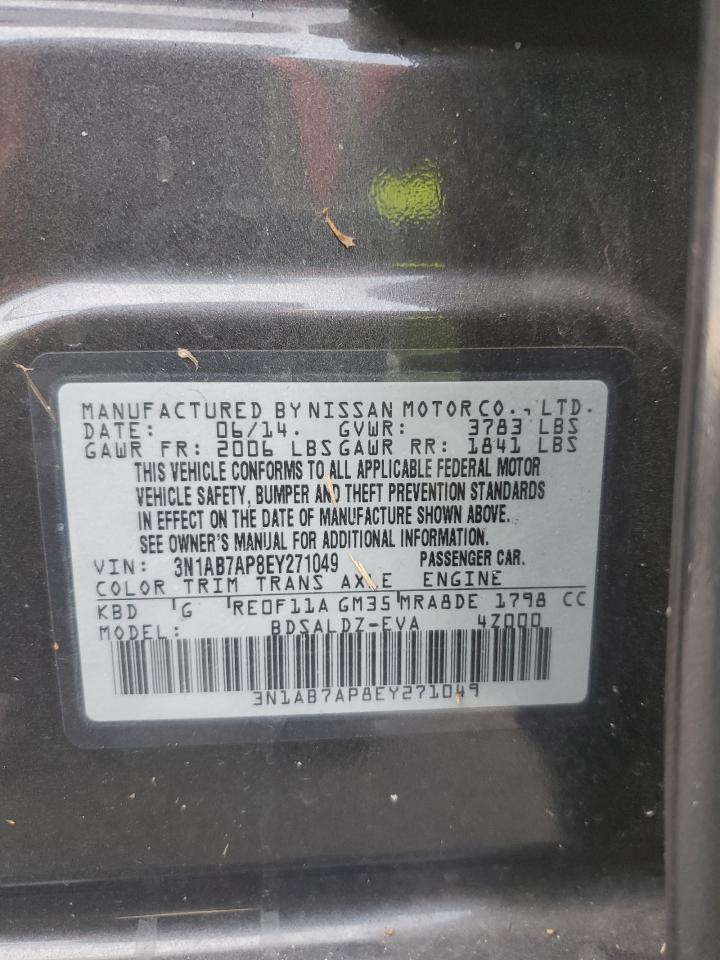 MANUFACTURED BY NISSAN MOTOR CO., LTD.
DATE: 06/14. GVWR: 3783 LBS
GAWR FR: 2006 LBS GAWR RR: 1841 LBS
THIS VEHICLE CONFORMS TO ALL APPLICABLE FEDERAL MOTOR
VEHICLE SAFETY, BUMPER AND THEFT PREVENTION STANDARDS
IN EFFECT ON THE DATE OF MANUFACTURE SHOWN ABOVE.
SEE OWNER'S MANUAL FOR ADDITIONAL INFORMATION.
VIN: 3N1AB7AP8EY271049 PASSENGER CAR.
COLOR TRIM TRANS AXLE ENGINE
KBD G RE0F11A GM35 MRA8DE 1798 CC
MODEL: BDSALDZ-EVA 4Z000
3N1AB7AP8EY271049